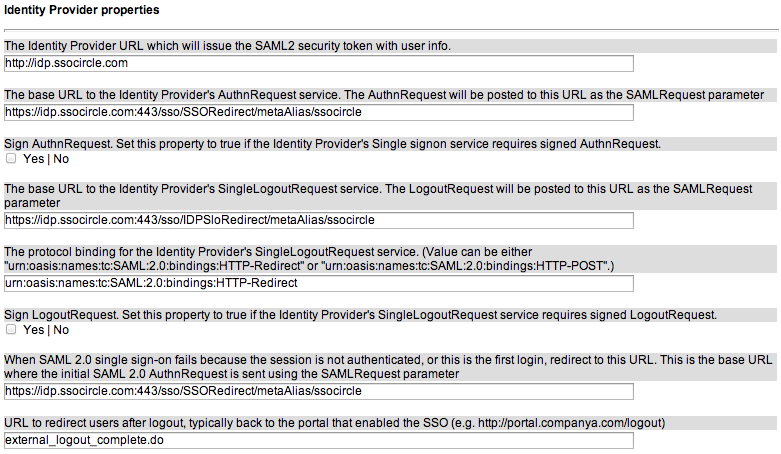 Identity Provider properties
The Identity Provider URL which will issue the SAML2 security token with user info.
http://idp.ssocircle.com
The base URL to the Identity Provider's AuthnRequest service. The AuthnRequest will be posted to this URL as the SAMLRequest parameter
https://idp.ssocircle.com:443/sso/SSORedirect/metaAlias/ssocircle
Sign AuthnRequest. Set this property to true if the Identity Provider's Single signon service requires signed AuthnRequest.
Yes | No
The base URL to the Identity Provider's SingleLogoutRequest service. The LogoutRequest will be posted to this URL as the SAMLRequest
parameter
https://idp.ssocircle.com:443/sso/IDPSloRedirect/metaAlias/ssocircle
The protocol binding for the Identity Provider's SingleLogoutRequest service. (Value can be either
"urn:oasis:names:tc:SAML:2.0:bindings:HTTP-Redirect" or "urn:oasis:names:tc:SAML:2.0:bindings:HTTP-POST".)
urn:oasis:names:tc:SAML:2.0:bindings:HTTP-Redirect
Sign LogoutRequest. Set this property to true if the Identity Provider's SingleLogoutRequest service requires signed LogoutRequest.
Yes | No
When SAML 2.0 single sign-on fails because the session is not authenticated, or this is the first login, redirect to this URL. This is the base URL
where the initial SAML 2.0 AuthnRequest is sent using the SAMLRequest parameter
https://idp.ssocircle.com:443/sso/SSORedirect/metaAlias/ssocircle
URL to redirect users after logout, typically back to the portal that enabled the SSO (e.g. http://portal.companya.com/logout)
external_logout_complete.do